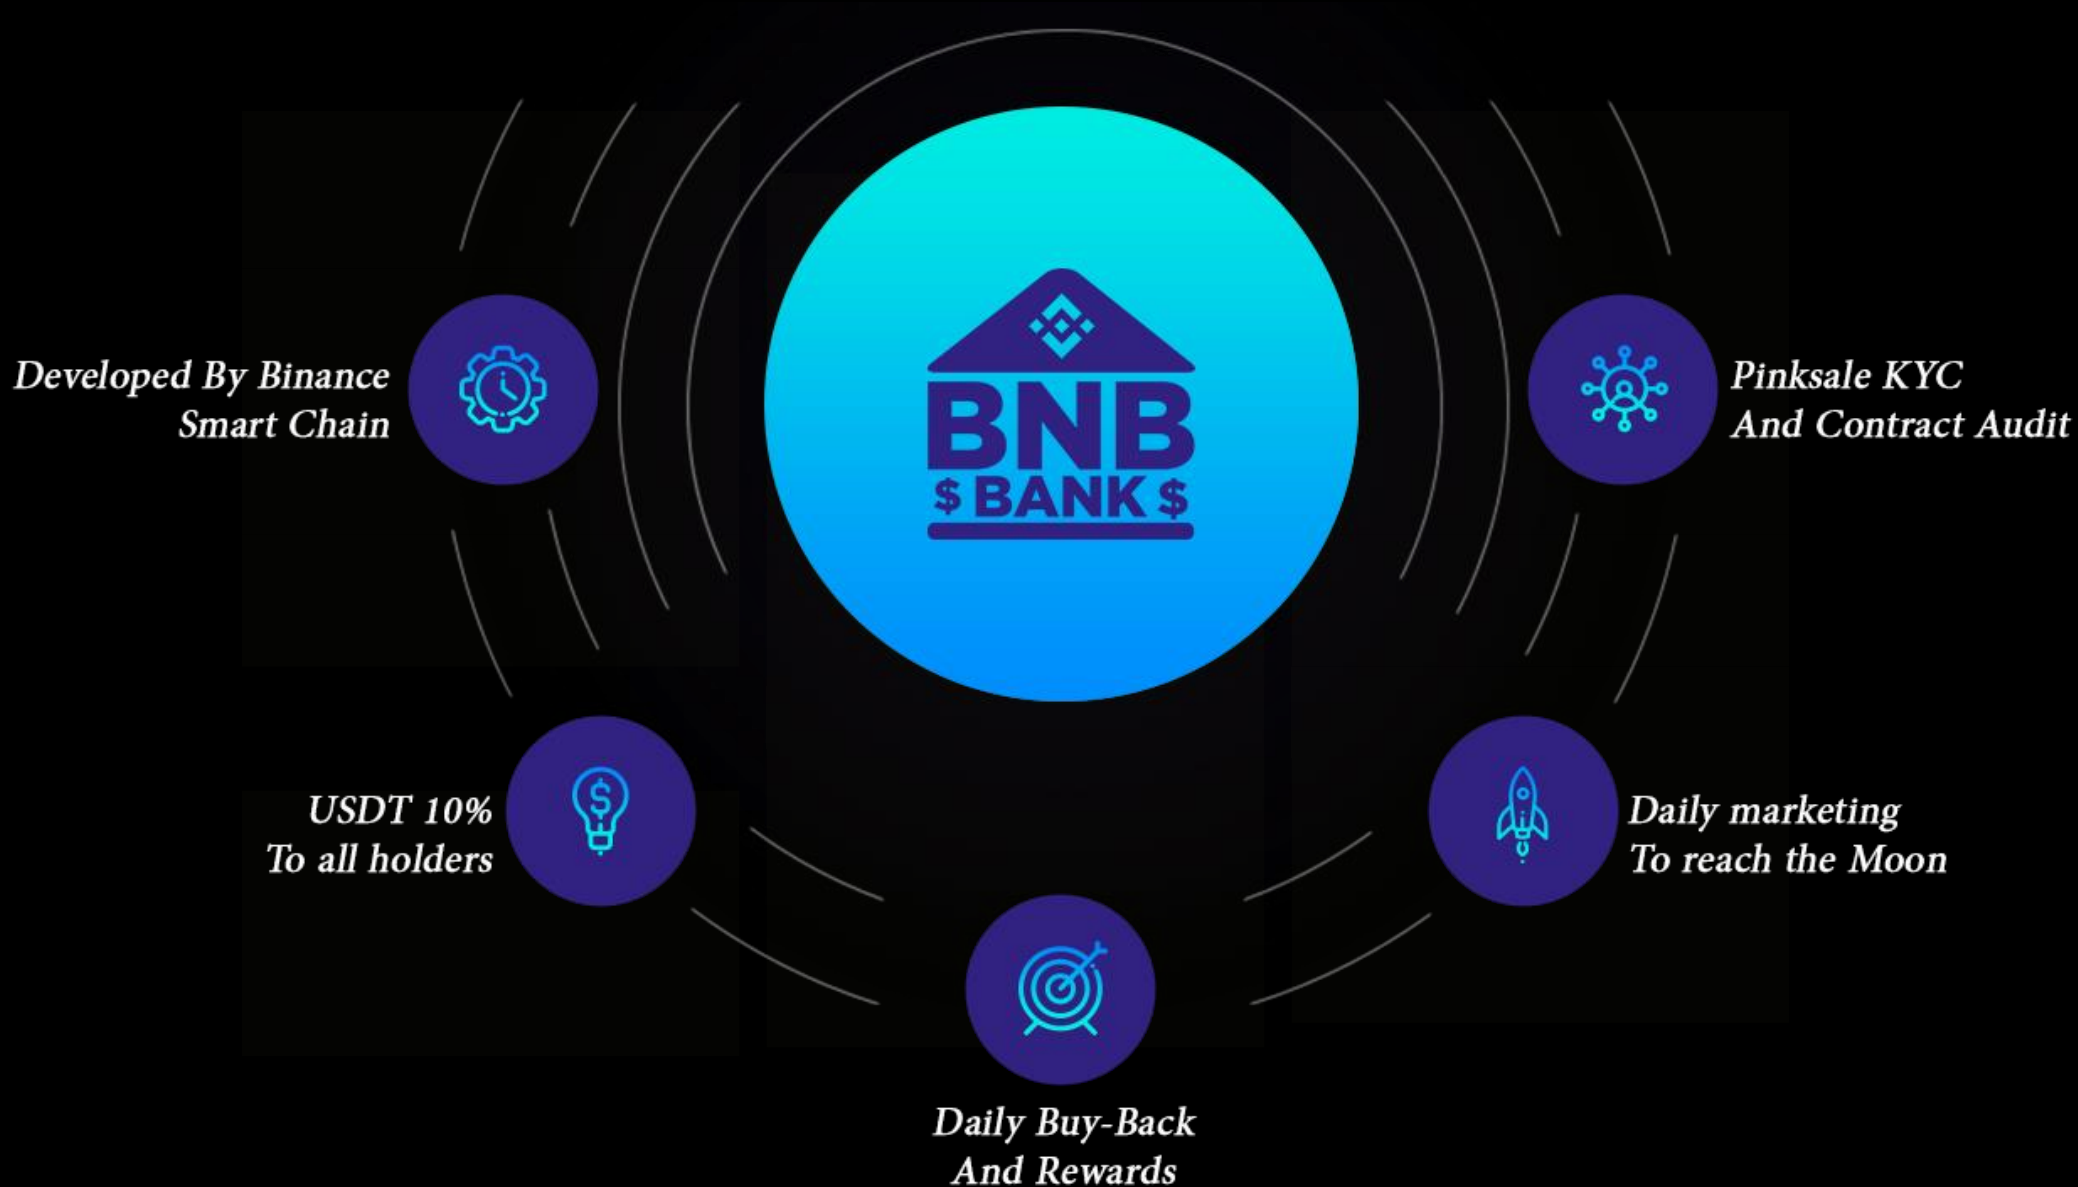 BNB
$ BANK $
Developed By Binance
Smart Chain
Pinksale KYC
And Contract Audit
USDT 10%
To all holders
Daily marketing
To reach the Moon
Daily Buy-Back
And Rewards